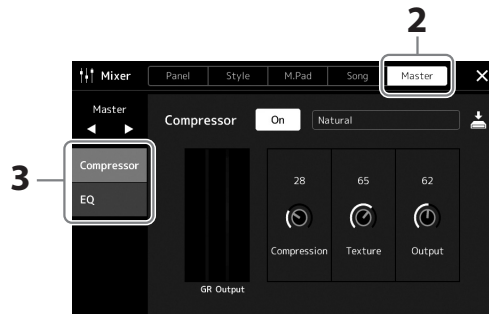 2
Mixer Panel Style M.Pad Song Master
Master
Compressor On Natural
3
Compressor
EQ
28 65 62
Compression Texture Output
GR Output